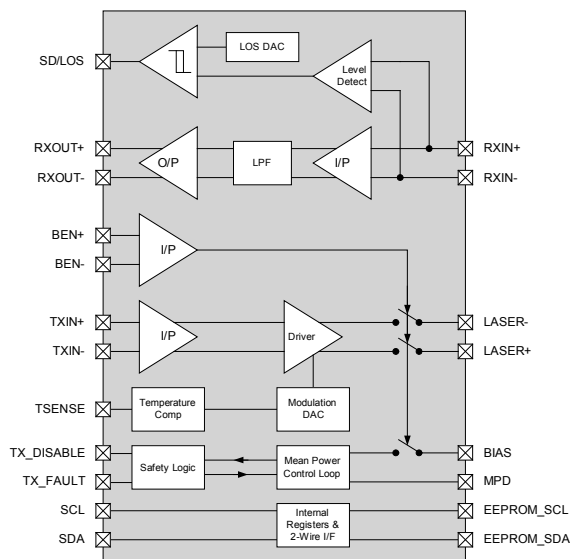 LOS DAC
SD/LOS
Level
Detect
RXOUT+
RXOUT-
O/P
LPF
I/P
RXIN+
RXIN-
BEN+
BEN-
I/P
TXIN+
TXIN-
I/P
Driver
LASER-
LASER+
TSENSE
Temperature
Comp
Modulation
DAC
TX_DISABLE
TX_FAULT
Safety Logic
Mean Power
Control Loop
BIAS
MPD
SCL
SDA
Internal
Registers &
2-Wire I/F
EEPROM_SCL
EEPROM_SDA